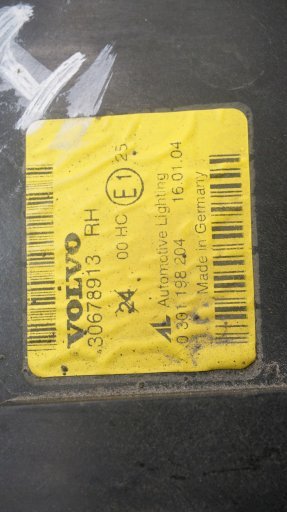 VOLVO
30678913 RH
24 00 HC E1 25
AL Automotive Lighting
0 301 198 204 16.01.04
Made in Germany